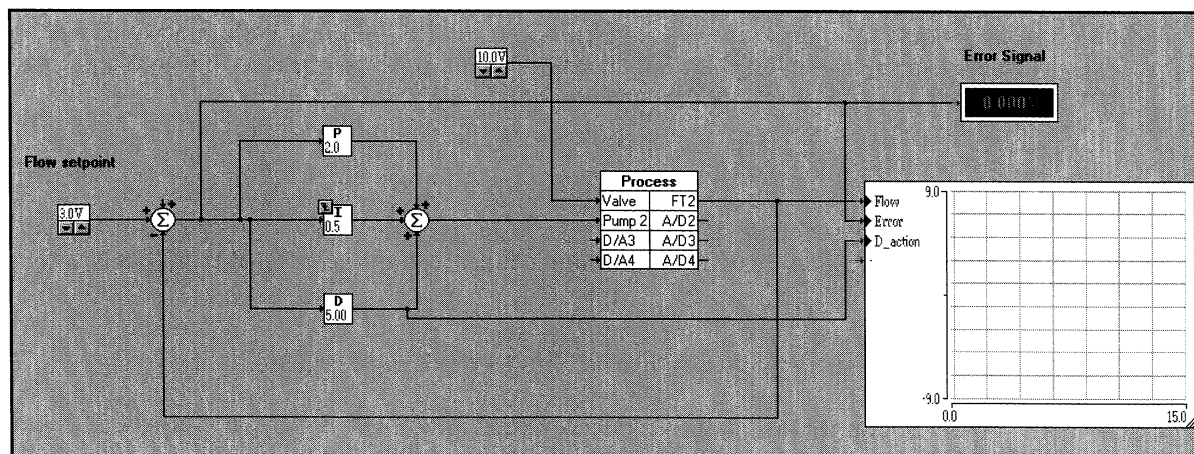 10.0V
Error Signal
0.000
P
2.0
Flow setpoint
3.0V
Σ
I
0.5
Σ
D
5.00
Process
Valve FT2
Pump 2 A/D2
D/A3 A/D3
D/A4 A/D4
Flow
Error
D_action
9.0
-9.0
0.0 15.0